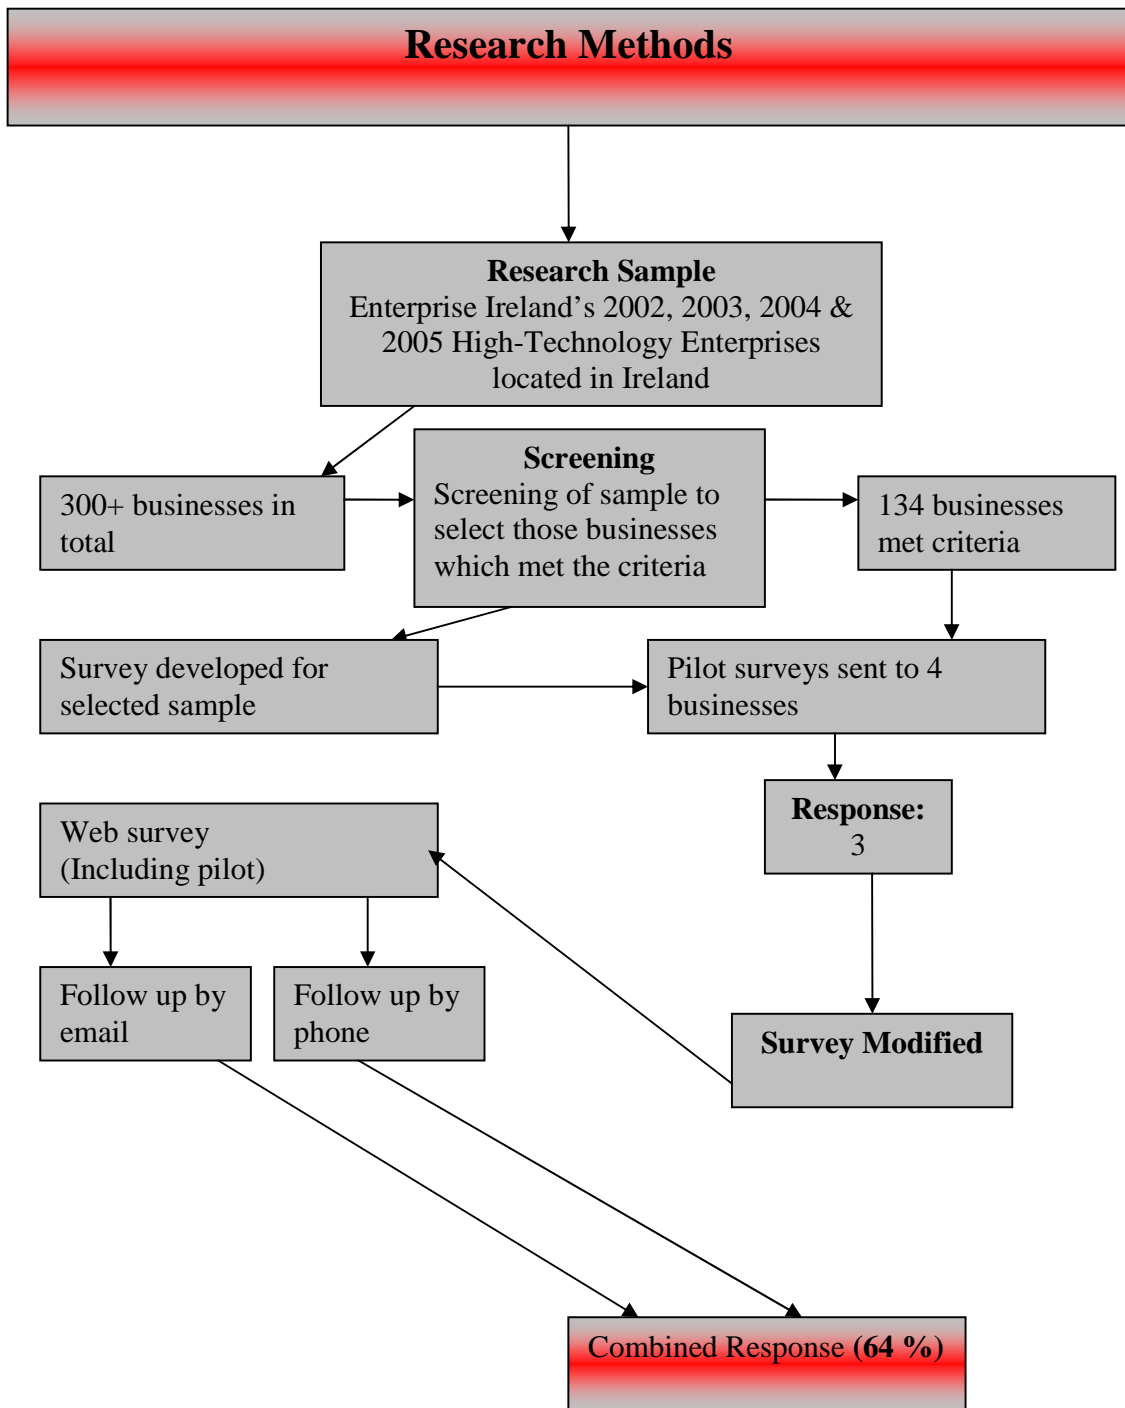 Research Methods
Research Sample
Enterprise Ireland’s 2002, 2003, 2004 &
2005 High-Technology Enterprises
located in Ireland
300+ businesses in
total
Screening
Screening of sample to
select those businesses
which met the criteria
134 businesses
met criteria
Survey developed for
selected sample
Pilot surveys sent to 4
businesses
Response:
3
Web survey
(Including pilot)
Follow up by
email
Follow up by
phone
Survey Modified
Combined Response (64 %)